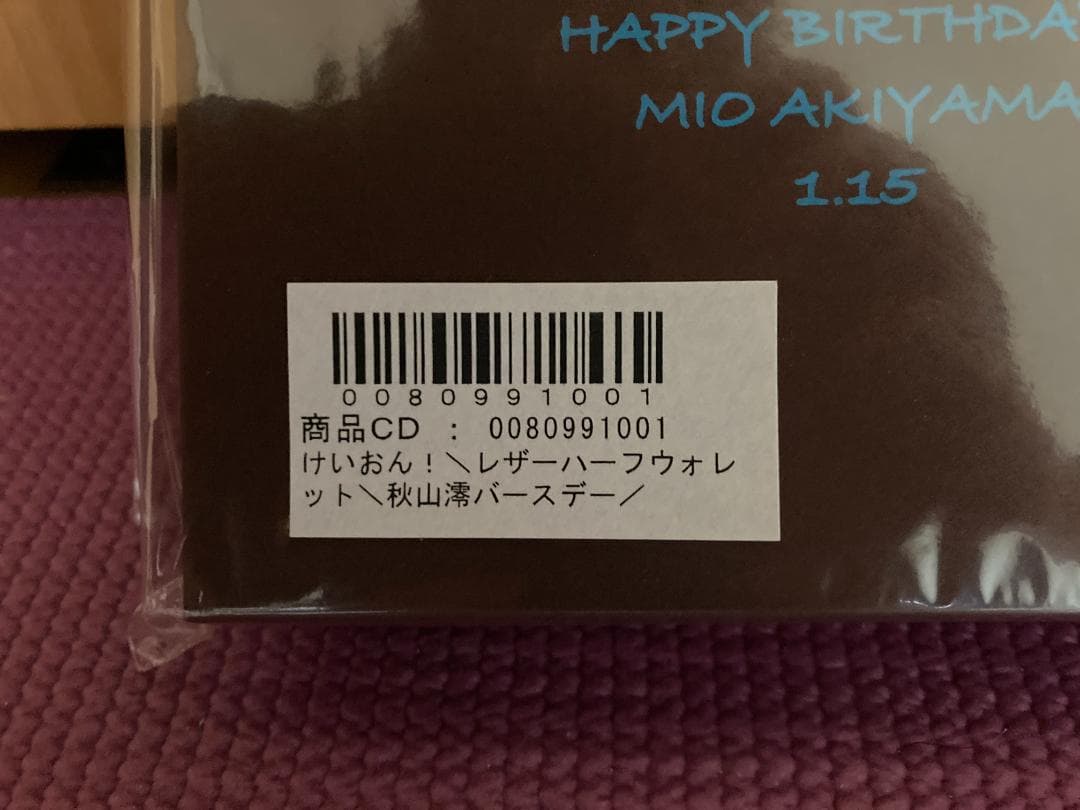 HAPPY BIRTHDAY
MIO AKIYAMA
1.15
0080991001
商品CD : 0080991001
けいおん！＼レザーハーフウォレ
ット＼秋山澪バースデー／